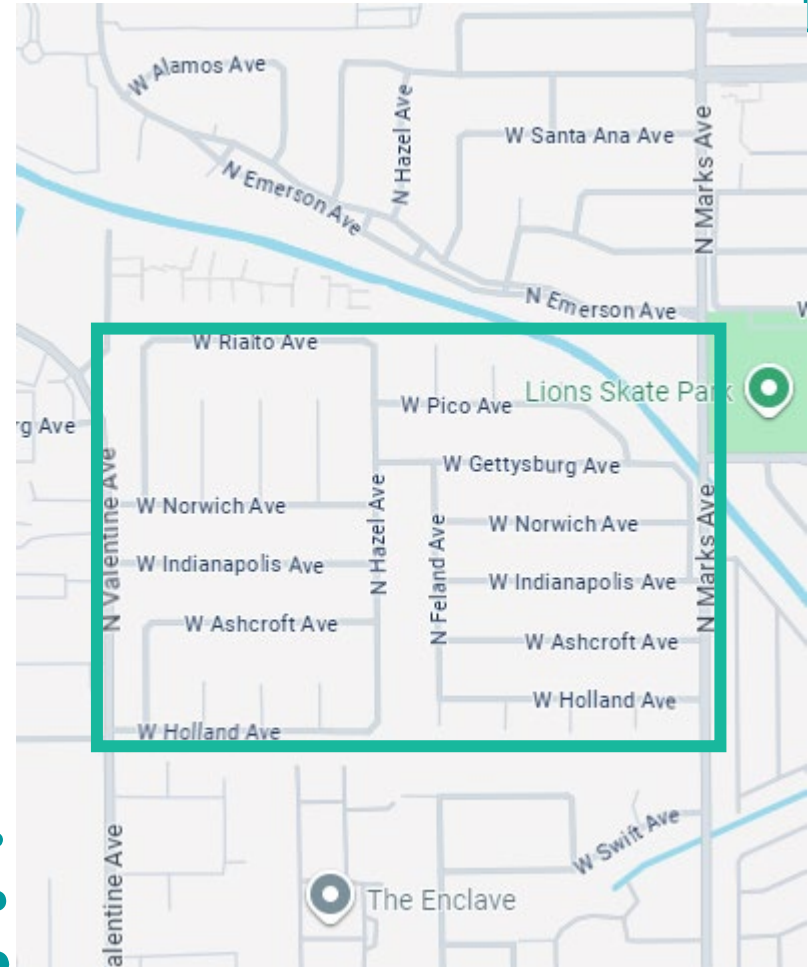 W Alamos Ave
N Hazel Ave
W Santa Ana Ave
N Marks Ave
N Emerson Ave
N Emerson Ave
W
W Rialto Ave
Lions Skate Park
W Pico Ave
rg Ave
W Gettysburg Ave
N Valentine Ave
W Norwich Ave
N Hazel Ave
N Feland Ave
W Norwich Ave
N Marks Ave
W Indianapolis Ave
W Indianapolis Ave
W Ashcroft Ave
W Ashcroft Ave
W Holland Ave
W Holland Ave
W Swift Ave
alentine Ave
The Enclave